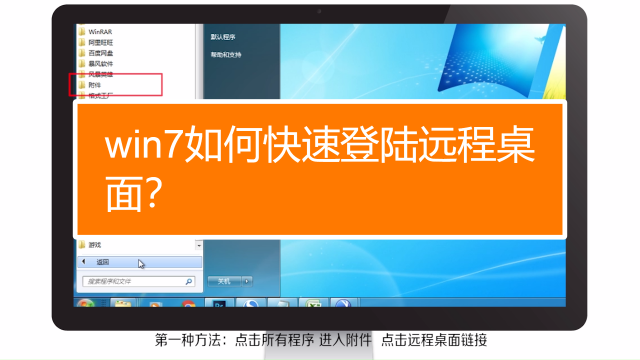 WinRAR
阿里旺旺
百度网盘
暴风软件
风暴英雄
附件
格式工厂
默认程序
帮助和支持
win7如何快速登陆远程桌
面？
游戏
返回
搜索程序和文件
关机
第一种方法：点击所有程序 进入附件 点击远程桌面链接